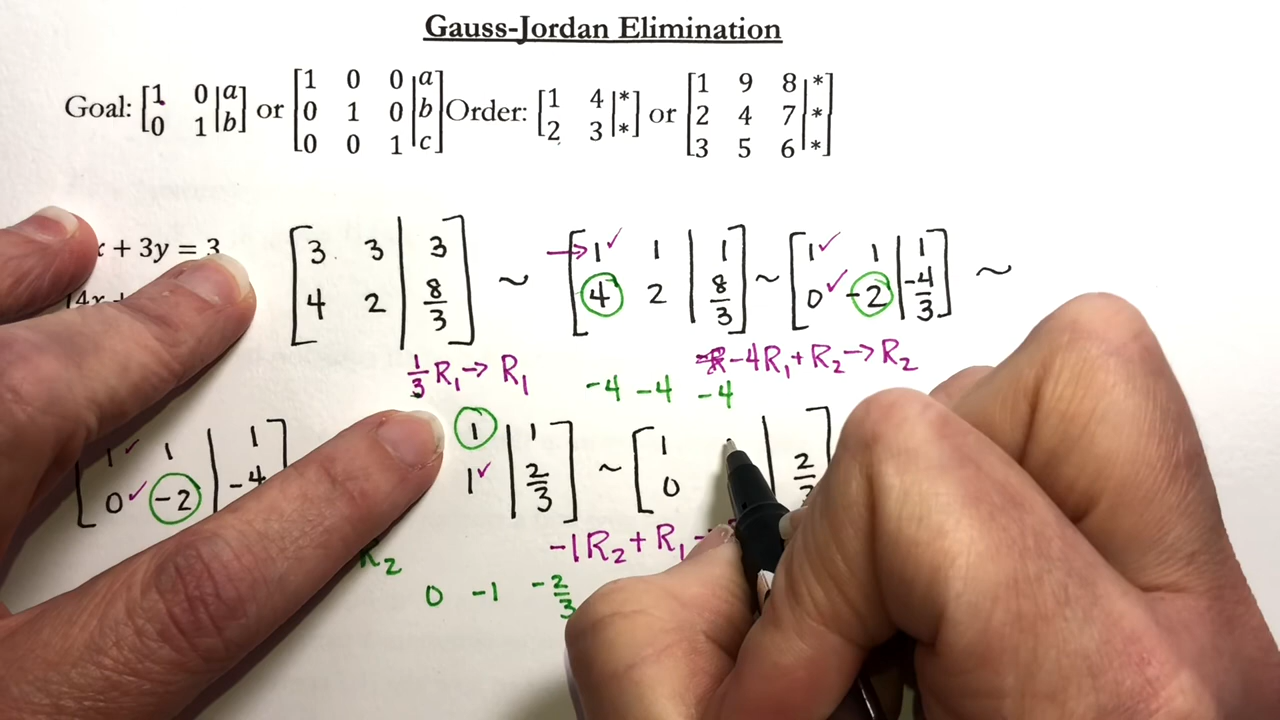 Gauss-Jordan Elimination
Goal: [1 0 | a] or [1 0 0 | a] Order: [1 4 | *] or [1 9 8 | *]
[0 1 | b] [0 1 0 | b] [2 3 | *] [2 4 7 | *]
[0 0 1 | c] [3 5 6 | *]
x + 3y = 3
4x
[3 3 | 3] ~ → [1 ✓ 1 | 1] ~ [1 ✓ 1 | 1] ~
[4 2 | 8/3] [4 2 | 8/3] [0 ✓ -2 | -4/3]
1/3 R₁ → R₁ -4R₁ + R₂ → R₂
-4 -4 -4
[1 ✓ 1 | 1] 1 | 1] ~ [1 |
[0 ✓ -2 | -4 1 ✓ | 2/3] [0 | 2/3
R₂ -1R₂ + R₁
0 -1 -2/3